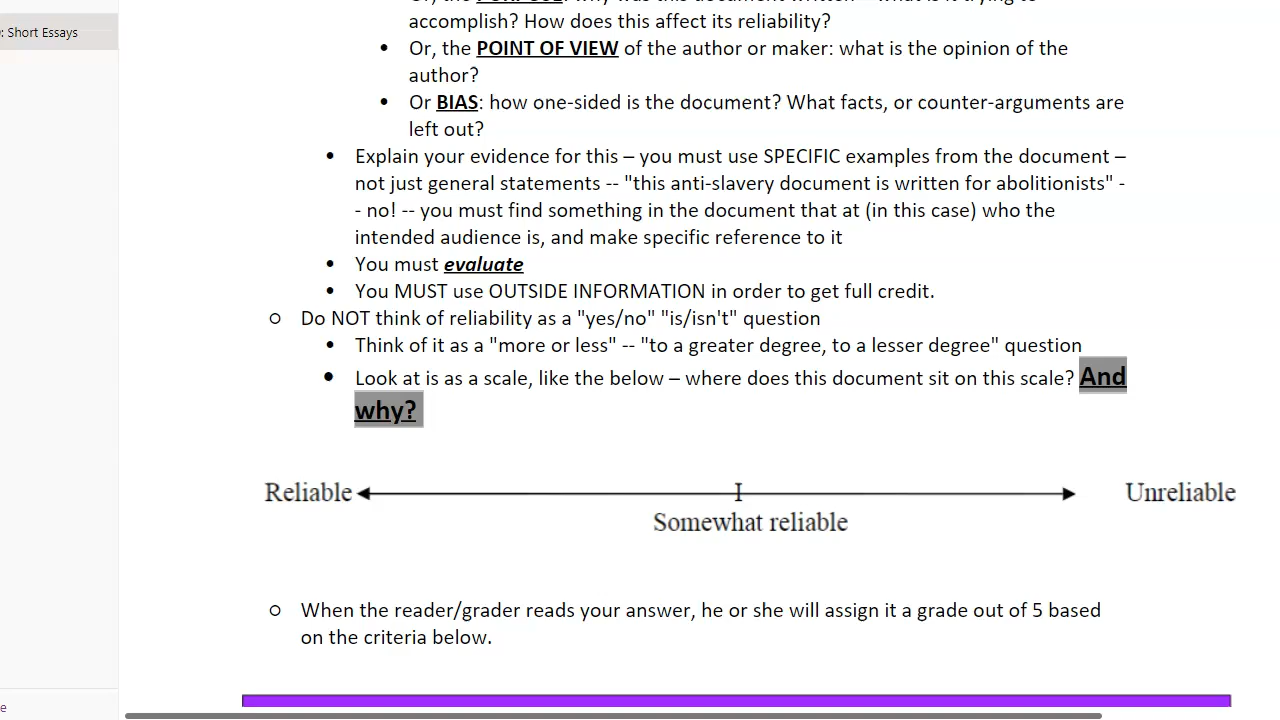 : Short Essays
accomplish? How does this affect its reliability?
• Or, the POINT OF VIEW of the author or maker: what is the opinion of the
author?
• Or BIAS: how one-sided is the document? What facts, or counter-arguments are
left out?
• Explain your evidence for this – you must use SPECIFIC examples from the document –
not just general statements -- "this anti-slavery document is written for abolitionists" -
- no! -- you must find something in the document that at (in this case) who the
intended audience is, and make specific reference to it
• You must evaluate
• You MUST use OUTSIDE INFORMATION in order to get full credit.
○ Do NOT think of reliability as a "yes/no" "is/isn't" question
• Think of it as a "more or less" -- "to a greater degree, to a lesser degree" question
• Look at is as a scale, like the below – where does this document sit on this scale? And
why?
Reliable Unreliable
Somewhat reliable
○ When the reader/grader reads your answer, he or she will assign it a grade out of 5 based
on the criteria below.